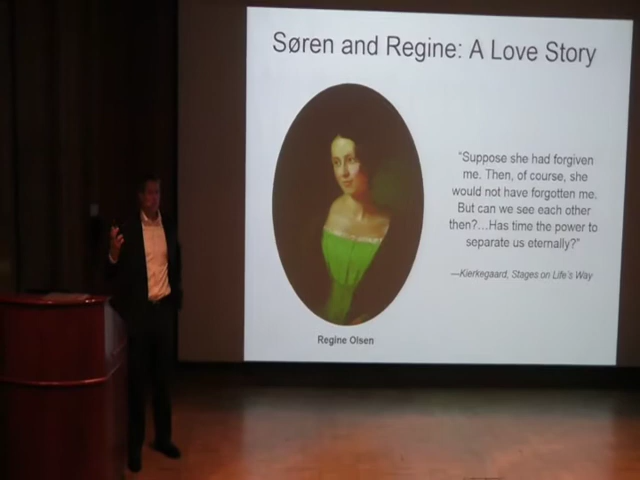 Søren and Regine: A Love Story
“Suppose she had forgiven
me. Then, of course, she
would not have forgotten me.
But can we see each other
then?…Has time the power to
separate us eternally?”
—Kierkegaard, Stages on Life’s Way
Regine Olsen